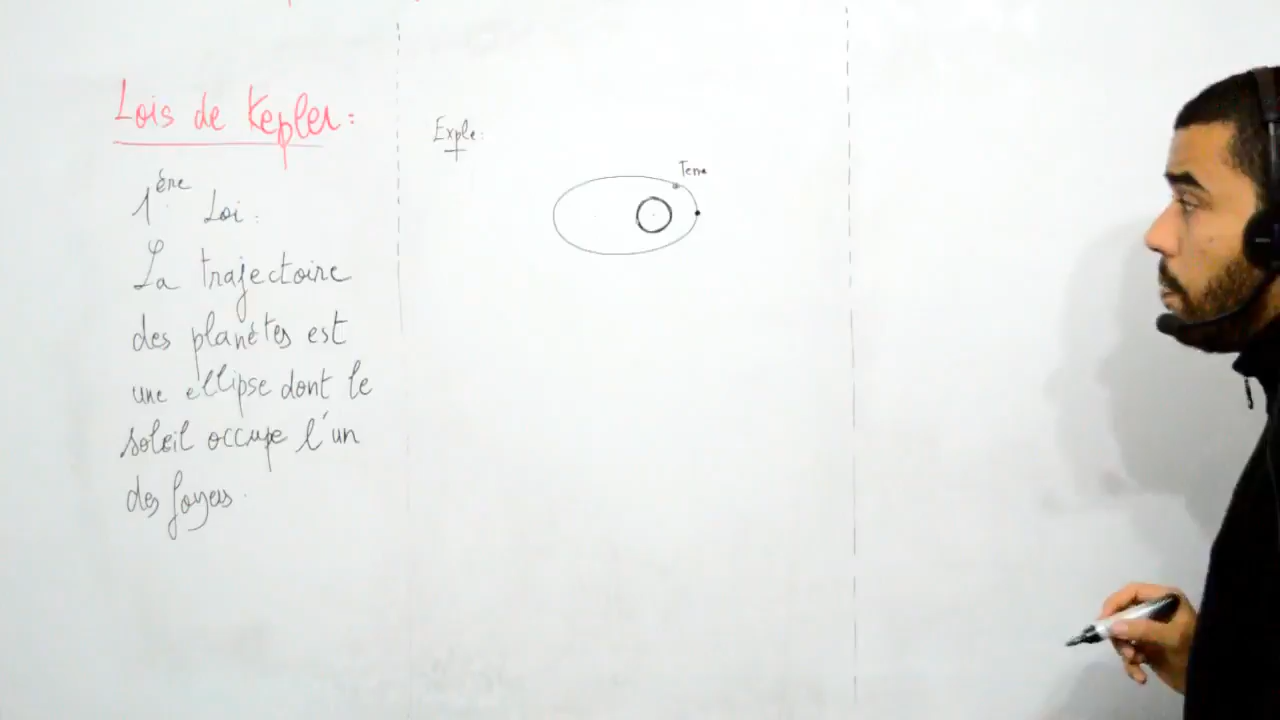 Lois de Kepler :
1ère Loi :
La trajectoire
des planètes est
une ellipse dont le
soleil occupe l'un
des foyers.
Exple :
Terre